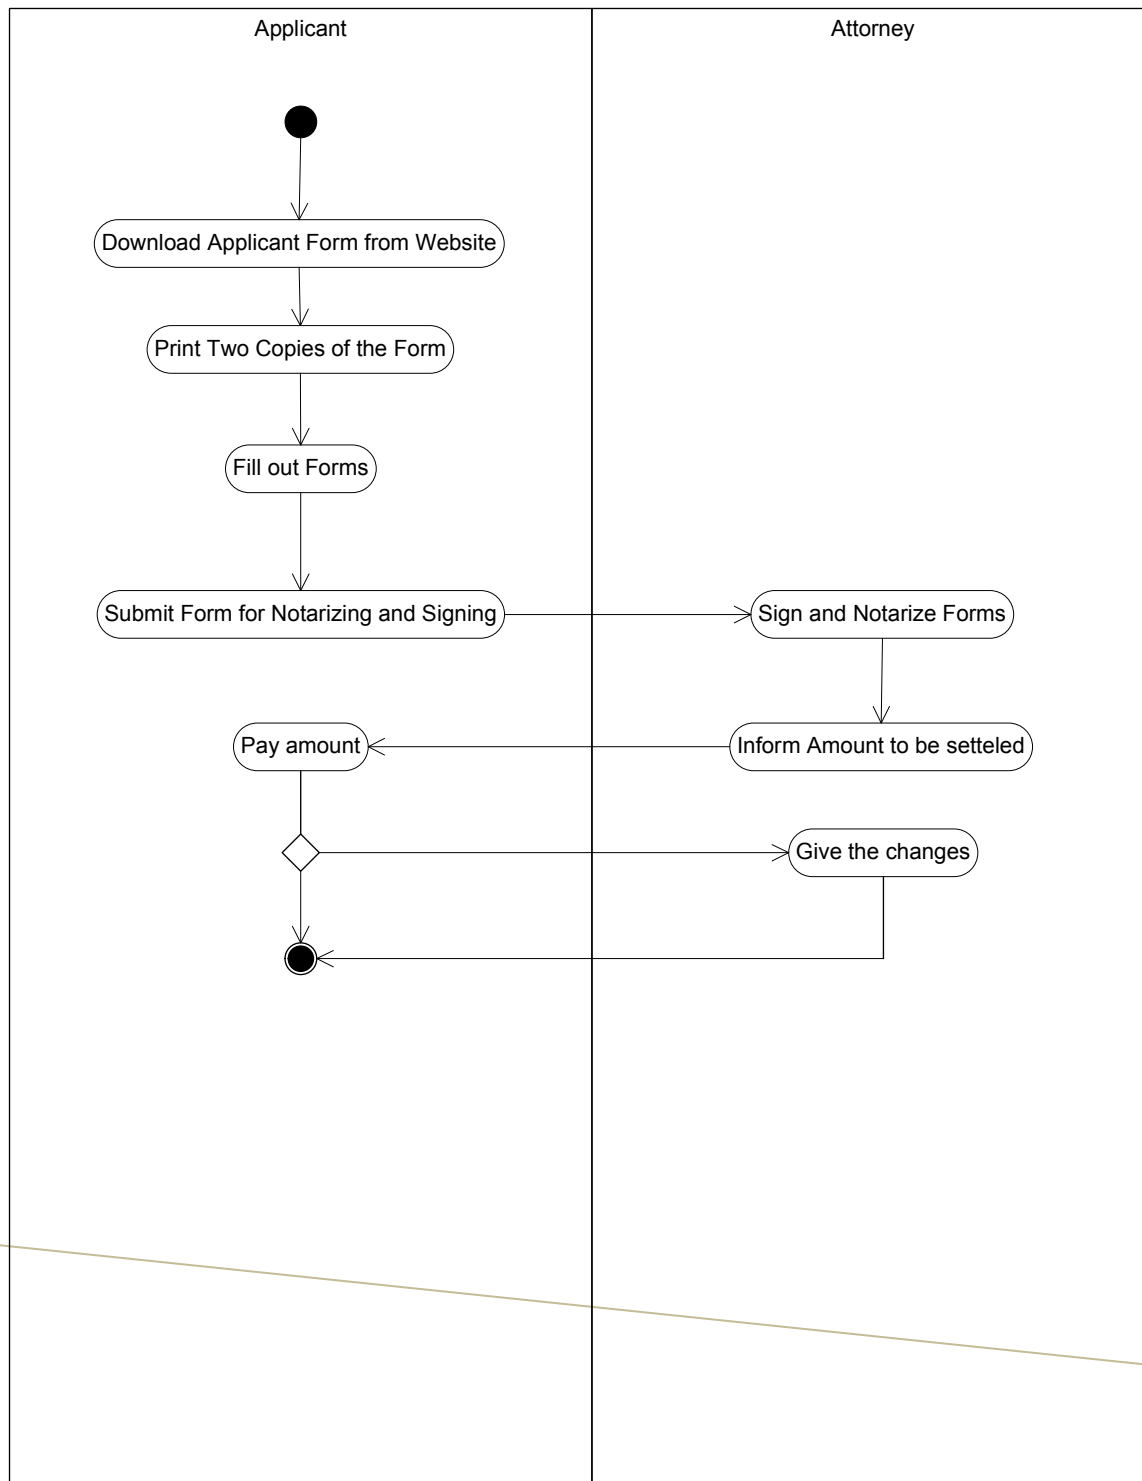 Applicant
Attorney
Download Applicant Form from Website
Print Two Copies of the Form
Fill out Forms
Submit Form for Notarizing and Signing
Sign and Notarize Forms
Pay amount
Inform Amount to be setteled
Give the changes